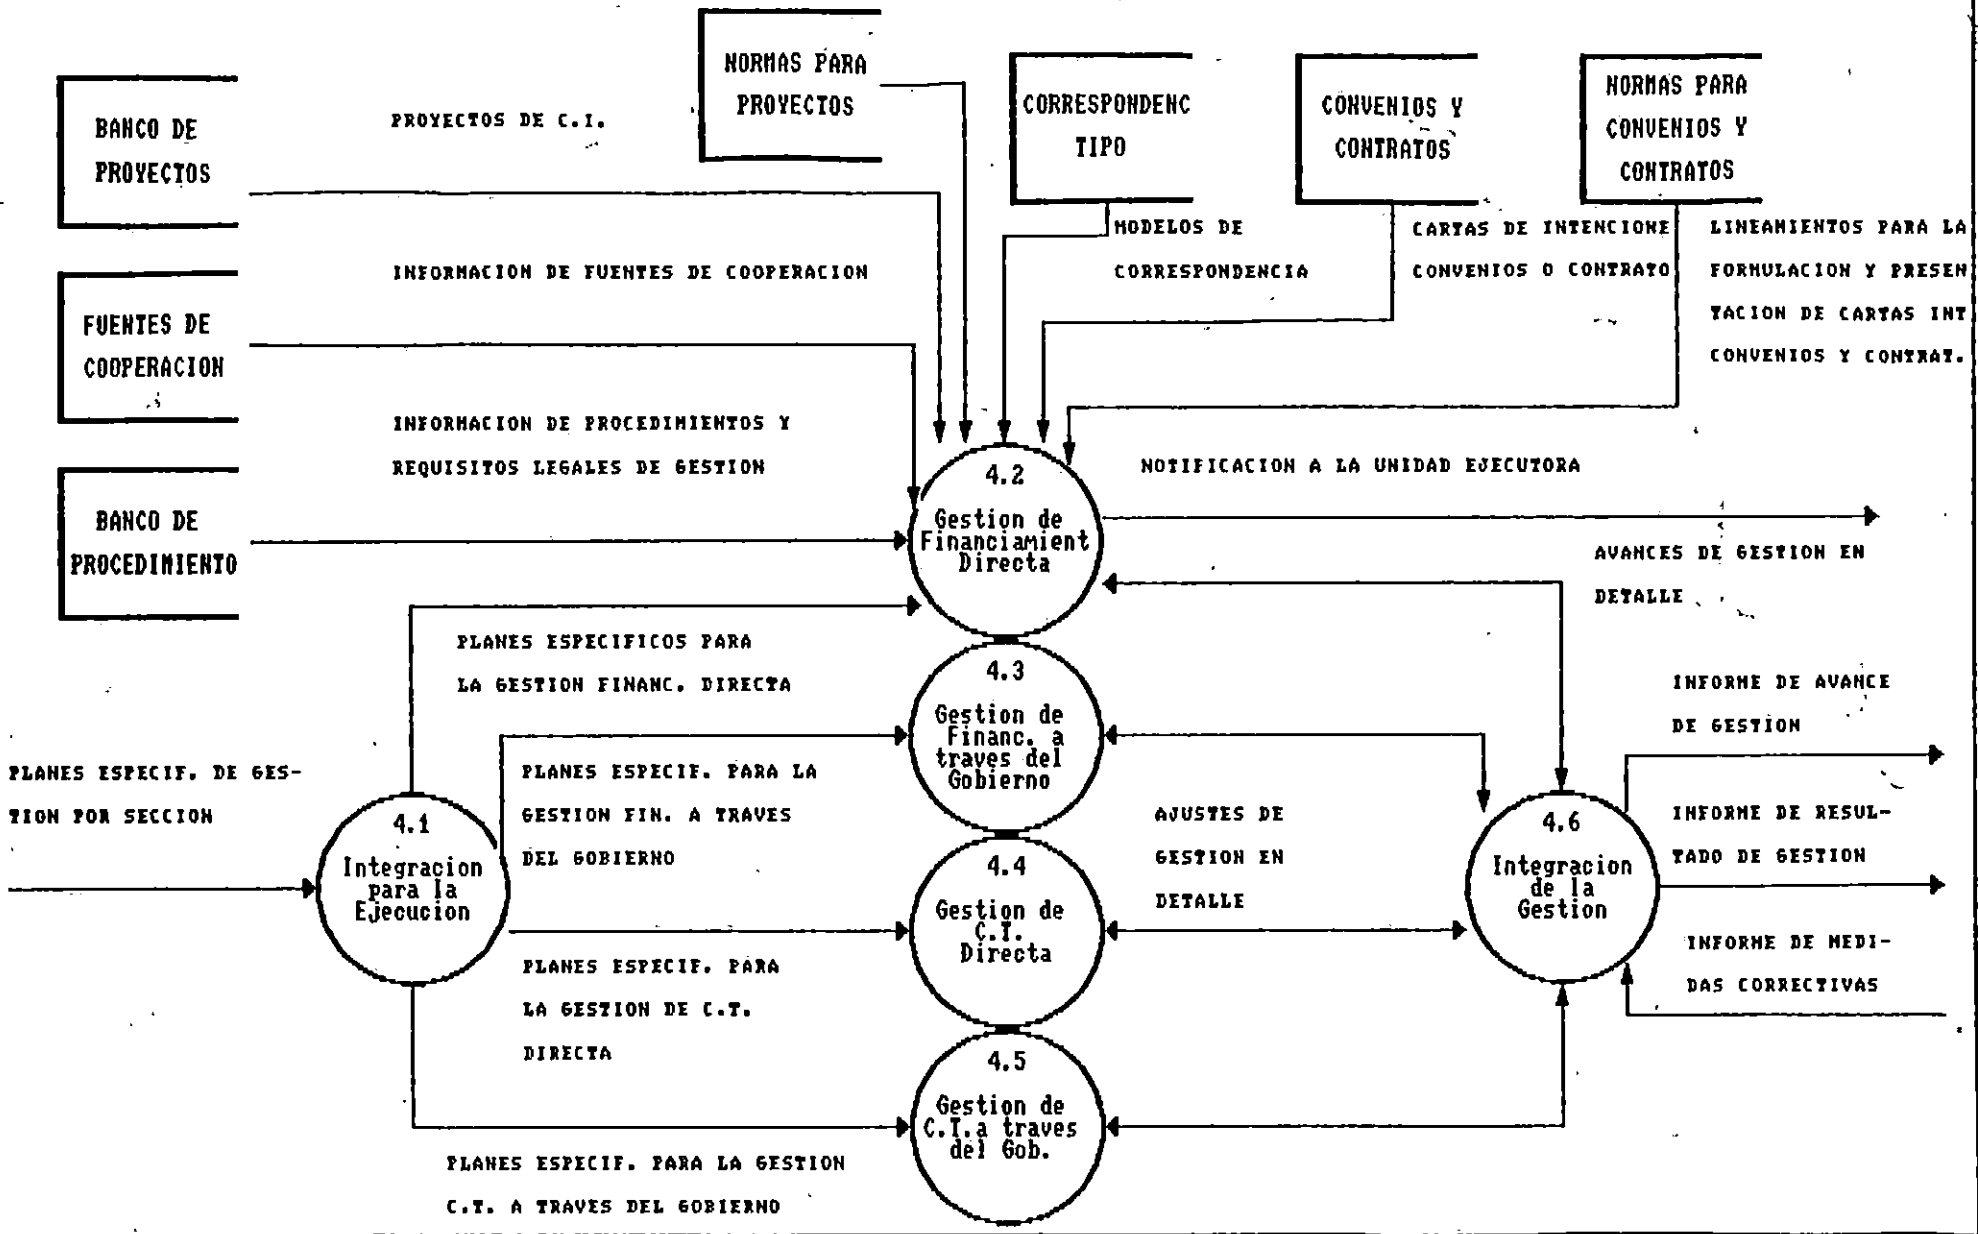 NORMAS PARA
PROYECTOS
BANCO DE
PROYECTOS
PROYECTOS DE C.I.
CORRESPONDENC
TIPO
CONVENIOS Y
CONTRATOS
NORMAS PARA
CONVENIOS Y
CONTRATOS
MODELOS DE
CORRESPONDENCIA
CARTAS DE INTENCIONE
CONVENIOS O CONTRATO
LINEAMIENTOS PARA LA
FORMULACION Y PRESEN
TACION DE CARTAS INT
CONVENIOS Y CONTRAT.
INFORMACION DE FUENTES DE COOPERACION
FUENTES DE
COOPERACION
INFORMACION DE PROCEDIMIENTOS Y
REQUISITOS LEGALES DE GESTION
BANCO DE
PROCEDIMIENTO
4.2
Gestion de
Financiamient
Directa
NOTIFICACION A LA UNIDAD EJECUTORA
AVANCES DE GESTION EN
DETALLE
PLANES ESPECIFICOS PARA
LA GESTION FINANC. DIRECTA
4.3
Gestion de
Financ. a
traves del
Gobierno
INFORME DE AVANCE
DE GESTION
PLANES ESPECIF. DE GES-
TION POR SECCION
PLANES ESPECIF. PARA LA
GESTION FIN. A TRAVES
DEL GOBIERNO
4.1
Integracion
para la
Ejecucion
AJUSTES DE
GESTION EN
DETALLE
4.6
Integracion
de la
Gestion
INFORME DE RESUL-
TADO DE GESTION
4.4
Gestion de
C.T.
Directa
INFORME DE MEDI-
DAS CORRECTIVAS
PLANES ESPECIF. PARA
LA GESTION DE C.T.
DIRECTA
4.5
Gestion de
C.T.a traves
del Gob.
PLANES ESPECIF. PARA LA GESTION
C.T. A TRAVES DEL GOBIERNO